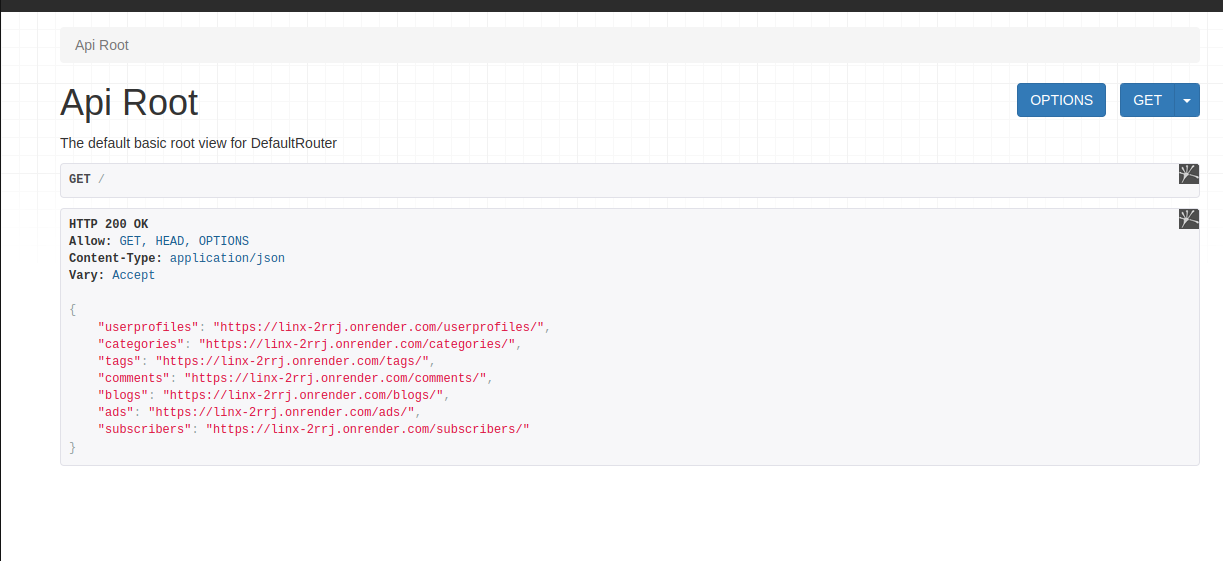 Api Root
Api Root
OPTIONS
GET
The default basic root view for DefaultRouter
GET /
HTTP 200 OK
Allow: GET, HEAD, OPTIONS
Content-Type: application/json
Vary: Accept
{
    "userprofiles": "https://linx-2rrj.onrender.com/userprofiles/",
    "categories": "https://linx-2rrj.onrender.com/categories/",
    "tags": "https://linx-2rrj.onrender.com/tags/",
    "comments": "https://linx-2rrj.onrender.com/comments/",
    "blogs": "https://linx-2rrj.onrender.com/blogs/",
    "ads": "https://linx-2rrj.onrender.com/ads/",
    "subscribers": "https://linx-2rrj.onrender.com/subscribers/"
}